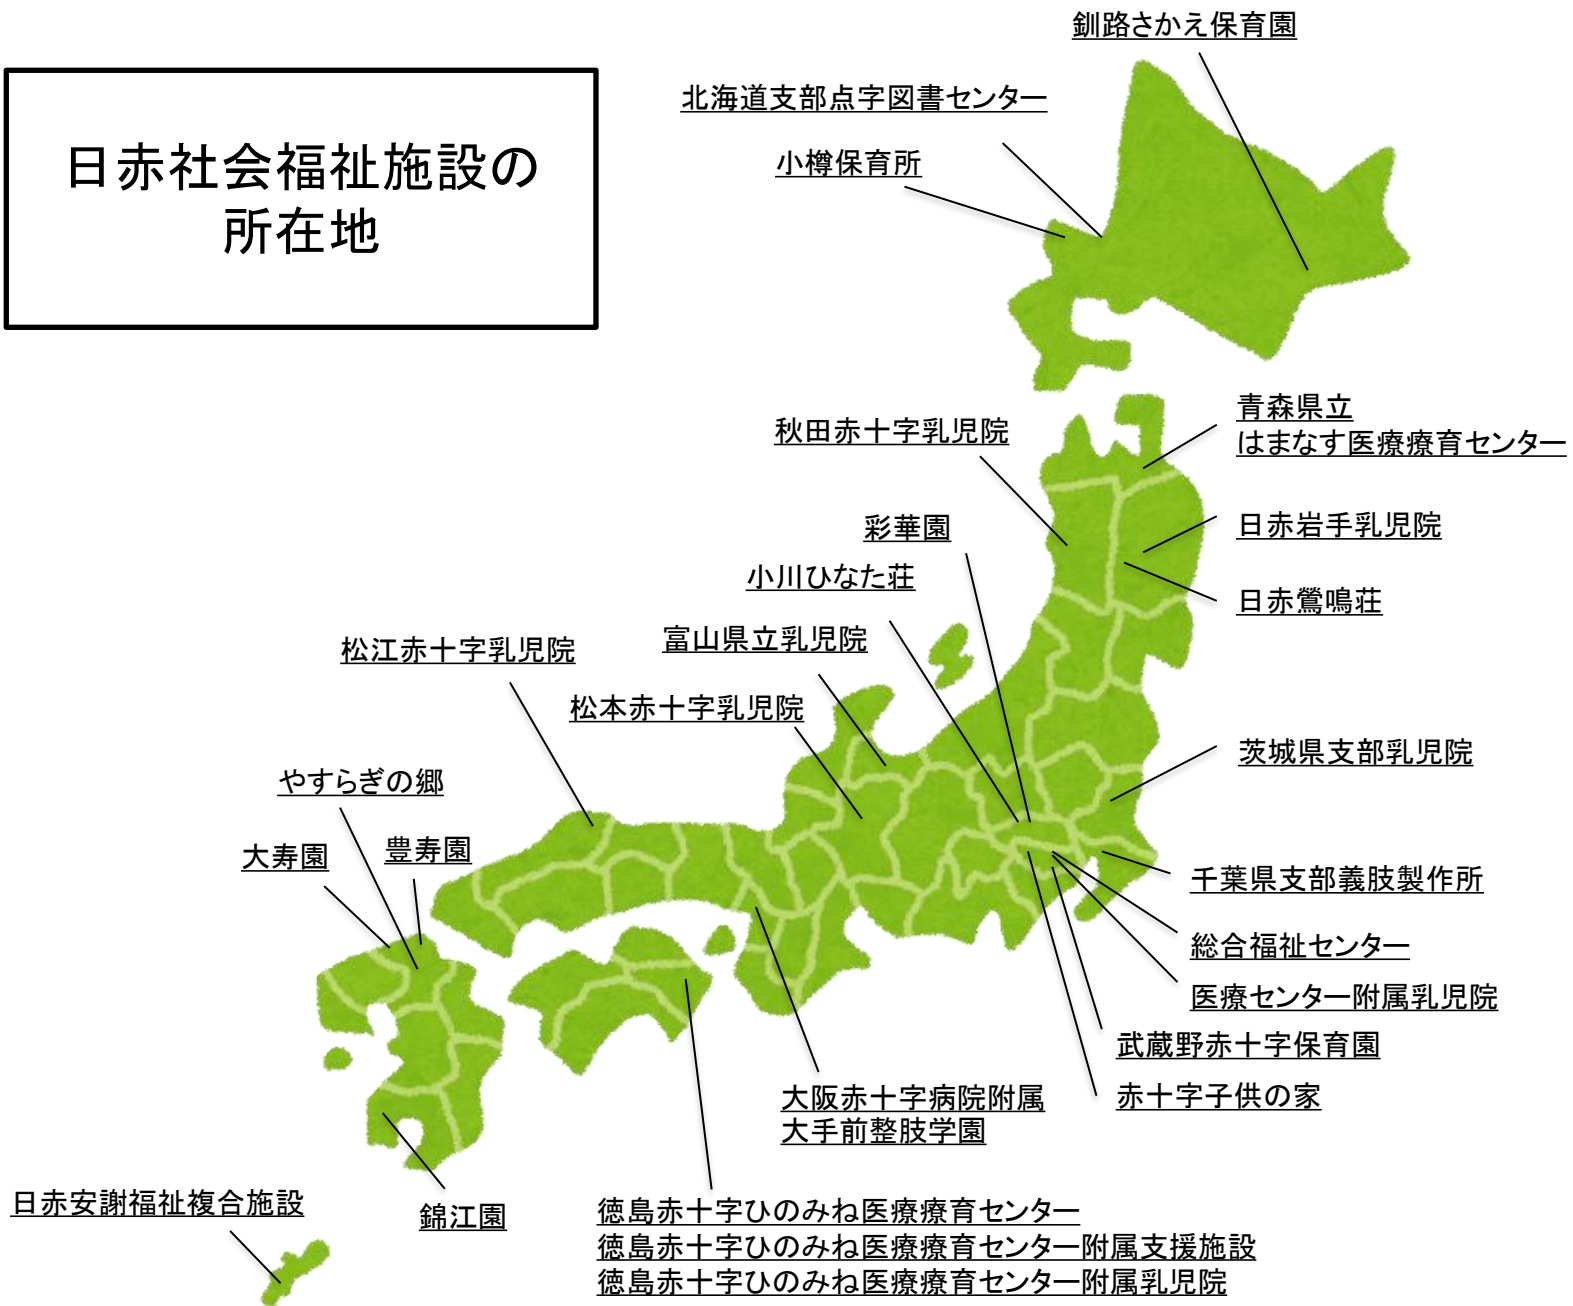 日赤社会福祉施設の
所在地
釧路さかえ保育園
北海道支部点字図書センター
小樽保育所
青森県立
はまなす医療療育センター
秋田赤十字乳児院
日赤岩手乳児院
彩華園
小川ひなた荘
日赤鶯鳴荘
富山県立乳児院
松江赤十字乳児院
松本赤十字乳児院
茨城県支部乳児院
やすらぎの郷
大寿園
豊寿園
千葉県支部義肢製作所
総合福祉センター
医療センター附属乳児院
武蔵野赤十字保育園
赤十字子供の家
大阪赤十字病院附属
大手前整肢学園
日赤安謝福祉複合施設
錦江園
徳島赤十字ひのみね医療療育センター
徳島赤十字ひのみね医療療育センター附属支援施設
徳島赤十字ひのみね医療療育センター附属乳児院